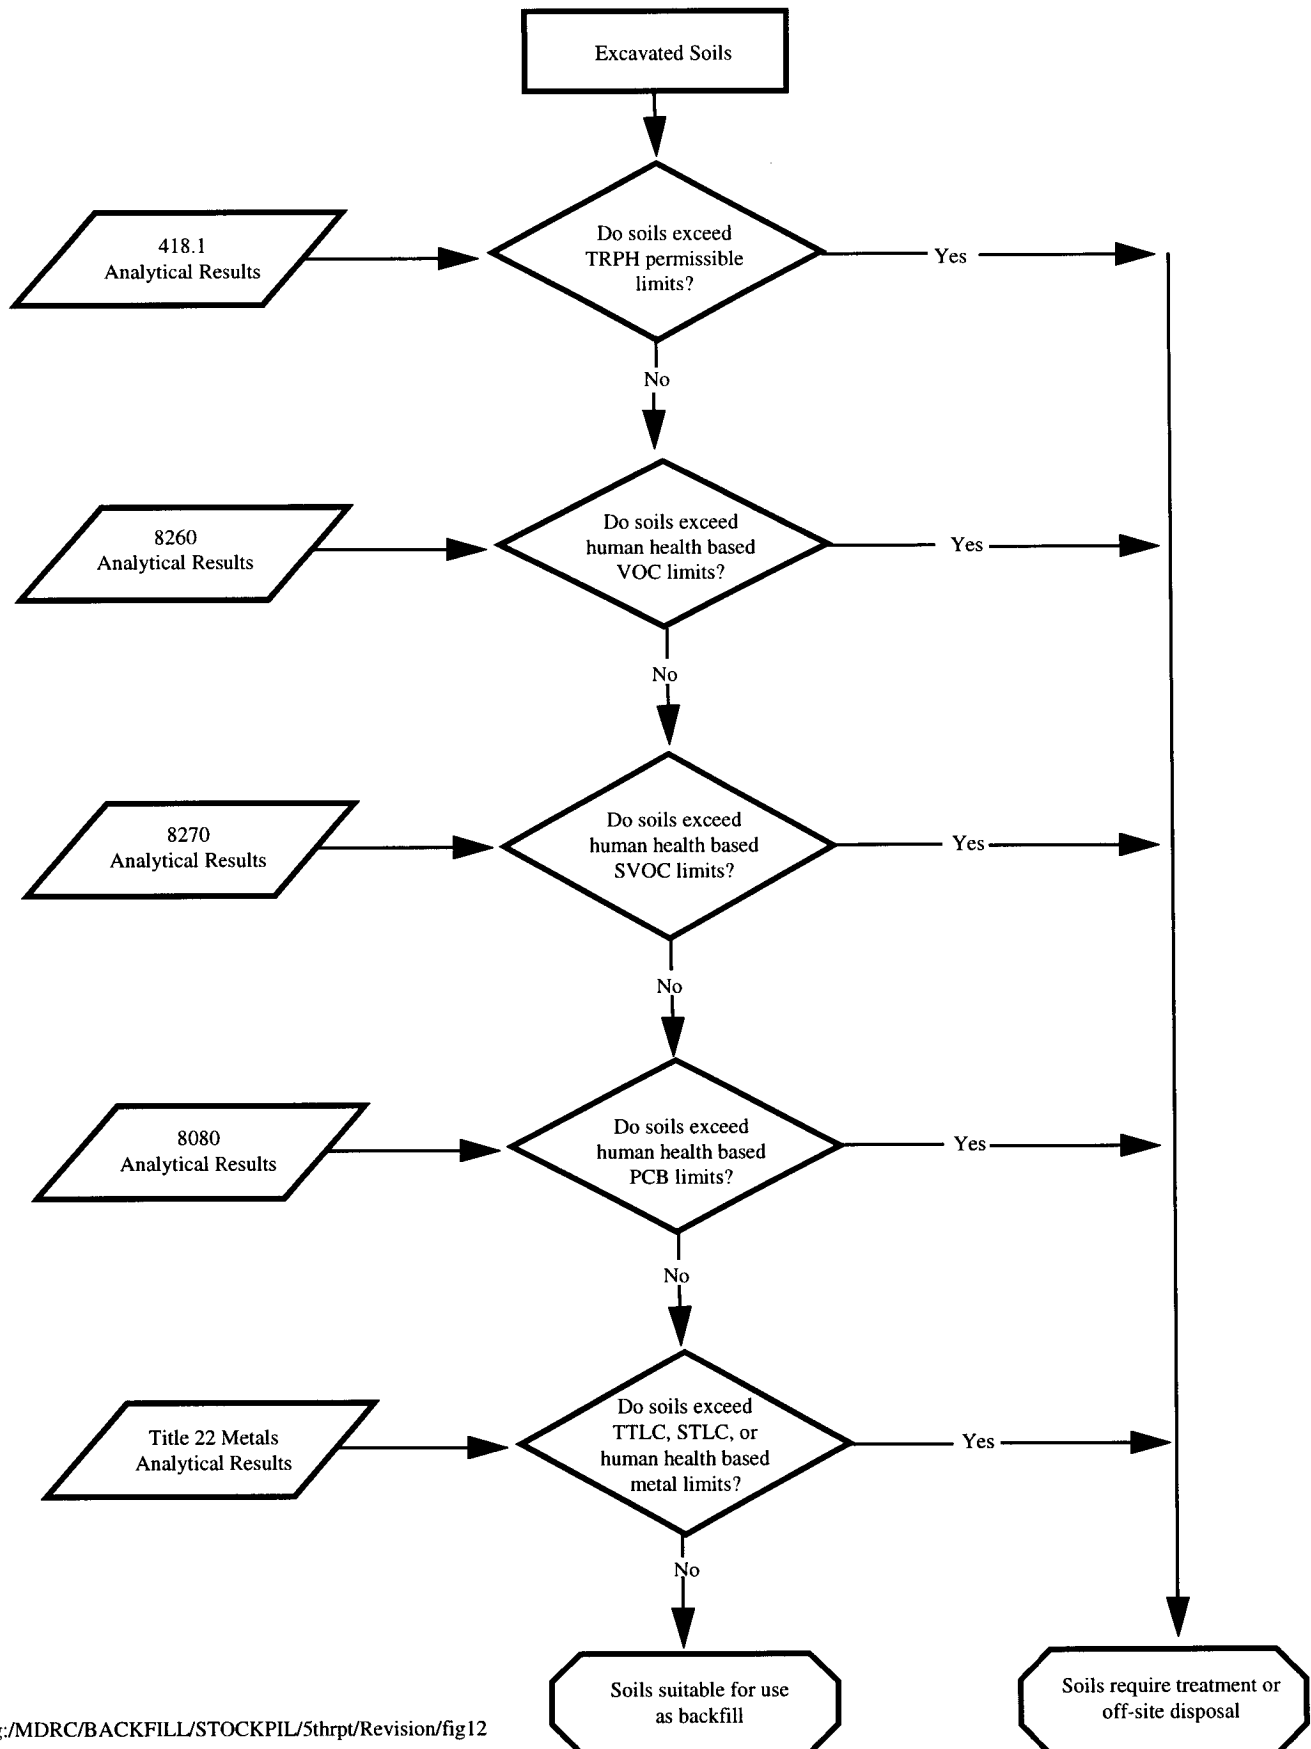 Excavated Soils
418.1
Analytical Results
Do soils exceed
TRPH permissible
limits?
Yes
No
8260
Analytical Results
Do soils exceed
human health based
VOC limits?
Yes
No
8270
Analytical Results
Do soils exceed
human health based
SVOC limits?
Yes
No
8080
Analytical Results
Do soils exceed
human health based
PCB limits?
Yes
No
Title 22 Metals
Analytical Results
Do soils exceed
TTLC, STLC, or
human health based
metal limits?
Yes
No
Soils suitable for use
as backfill
Soils require treatment or
off-site disposal
:/MDRC/BACKFILL/STOCKPIL/5thrpt/Revision/fig12